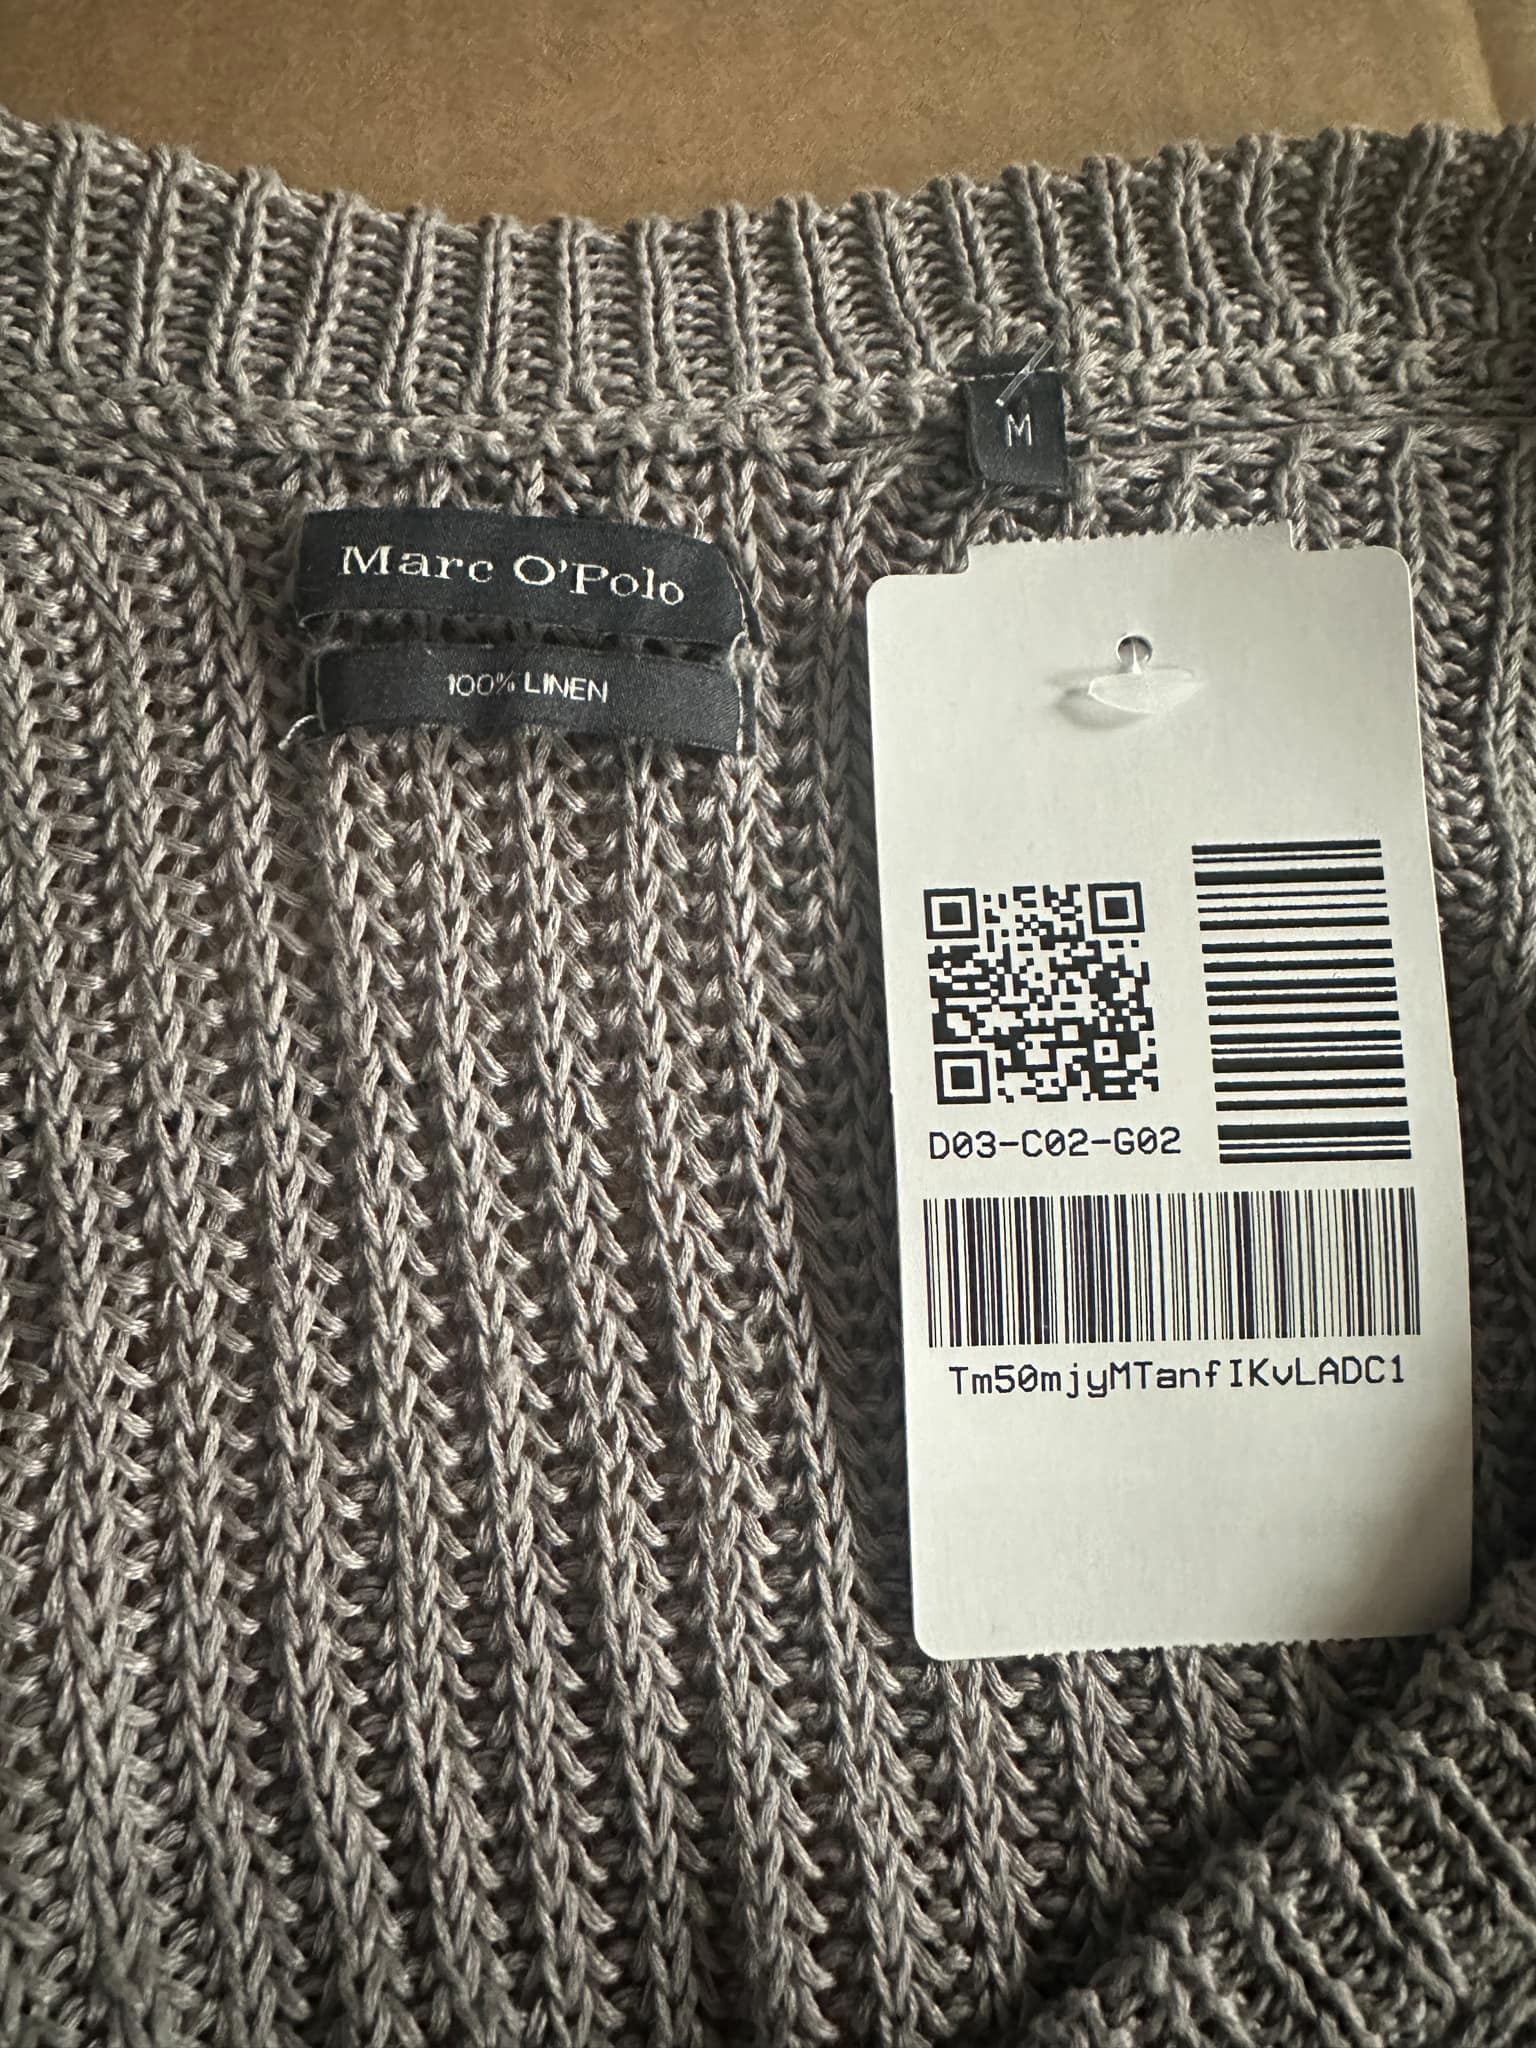 M
Marc O'Polo
100% LINEN
D03-C02-G02
Tm50mjyMTanfIKvLADC1